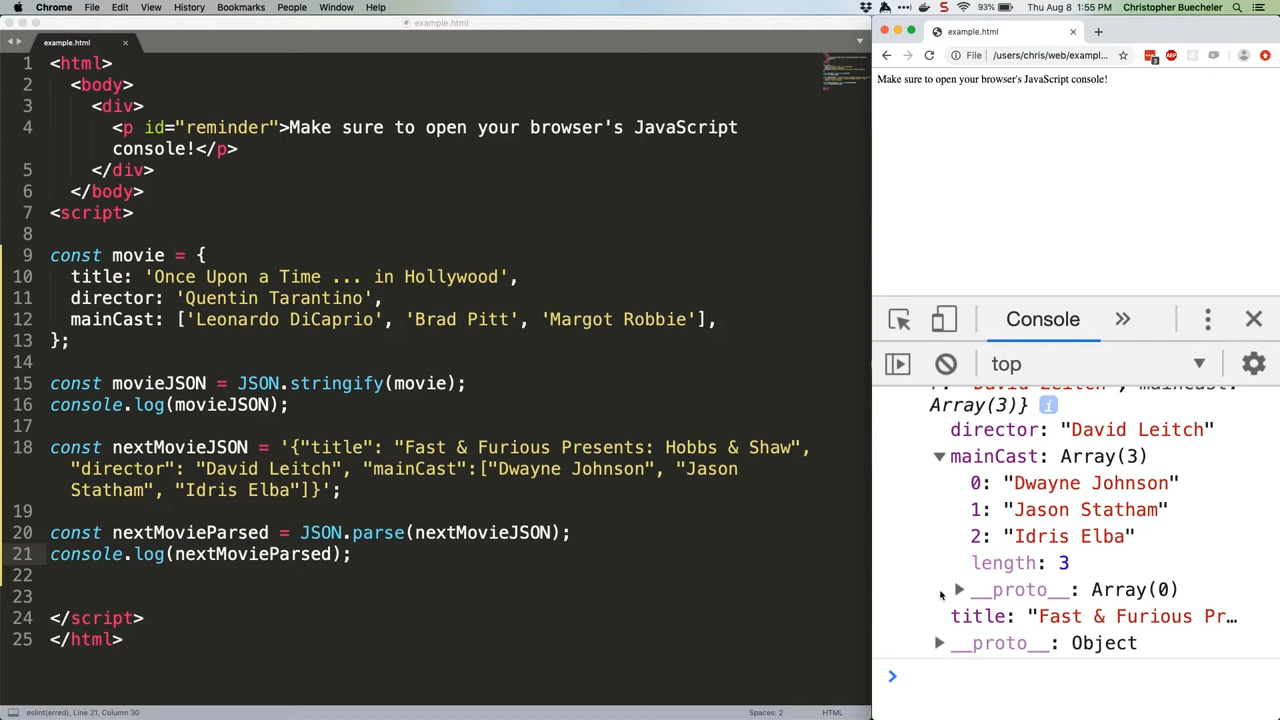 Chrome File Edit View History Bookmarks People Window Help
93% Thu Aug 8 1:55 PM Christopher Buecheler
example.html
example.html
1 <html>
2 <body>
3 <div>
4 <p id="reminder">Make sure to open your browser's JavaScript
console!</p>
5 </div>
6 </body>
7 <script>
8
9 const movie = {
10 title: 'Once Upon a Time ... in Hollywood',
11 director: 'Quentin Tarantino',
12 mainCast: ['Leonardo DiCaprio', 'Brad Pitt', 'Margot Robbie'],
13 };
14
15 const movieJSON = JSON.stringify(movie);
16 console.log(movieJSON);
17
18 const nextMovieJSON = '{"title": "Fast & Furious Presents: Hobbs & Shaw",
"director": "David Leitch", "mainCast":["Dwayne Johnson", "Jason
Statham", "Idris Elba"]}';
19
20 const nextMovieParsed = JSON.parse(nextMovieJSON);
21 console.log(nextMovieParsed);
22
23
24 </script>
25 </html>
eslint(erred), Line 21, Column 30
Spaces: 2 HTML
example.html
File /users/chris/web/exampl...
Make sure to open your browser's JavaScript console!
Console
top
Array(3)}
director: "David Leitch"
mainCast: Array(3)
0: "Dwayne Johnson"
1: "Jason Statham"
2: "Idris Elba"
length: 3
__proto__: Array(0)
title: "Fast & Furious Pr…
__proto__: Object